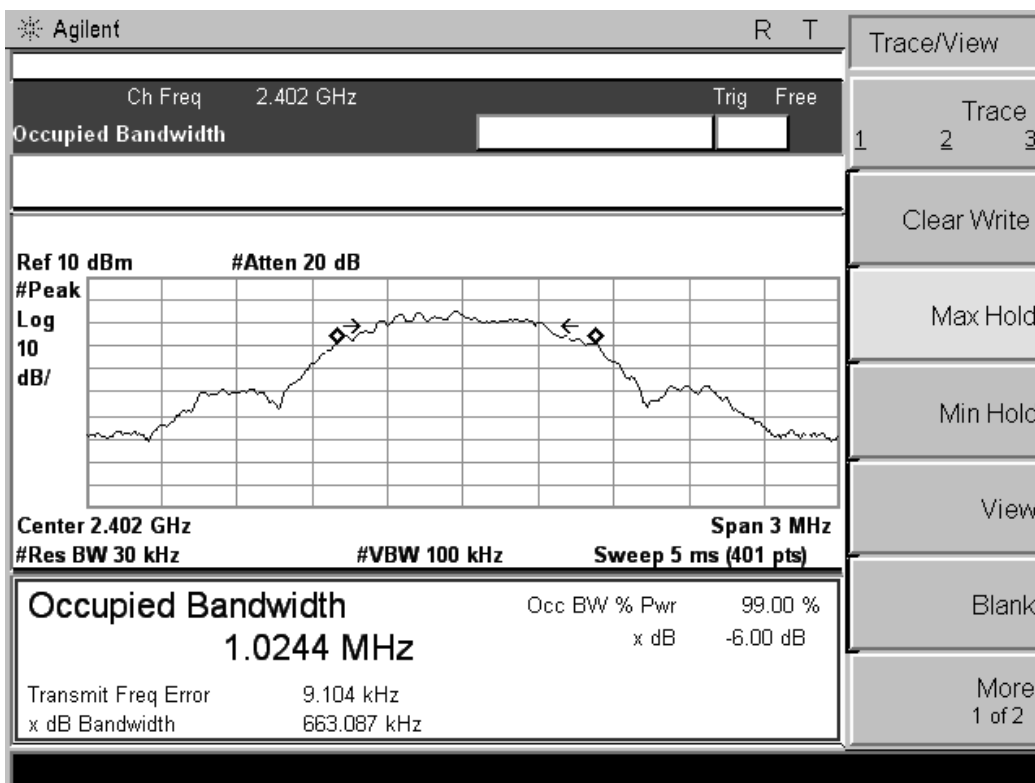 Agilent
R T
Trace/View
Ch Freq 2.402 GHz
Trig Free
Occupied Bandwidth
Trace
1 2 3
Clear Write
Max Hold
Min Hold
View
Blank
More
1 of 2
Ref 10 dBm #Atten 20 dB
#Peak
Log
10
dB/
Center 2.402 GHz Span 3 MHz
#Res BW 30 kHz #VBW 100 kHz Sweep 5 ms (401 pts)
Occupied Bandwidth
1.0244 MHz
Occ BW % Pwr 99.00 %
x dB -6.00 dB
Transmit Freq Error 9.104 kHz
x dB Bandwidth 663.087 kHz